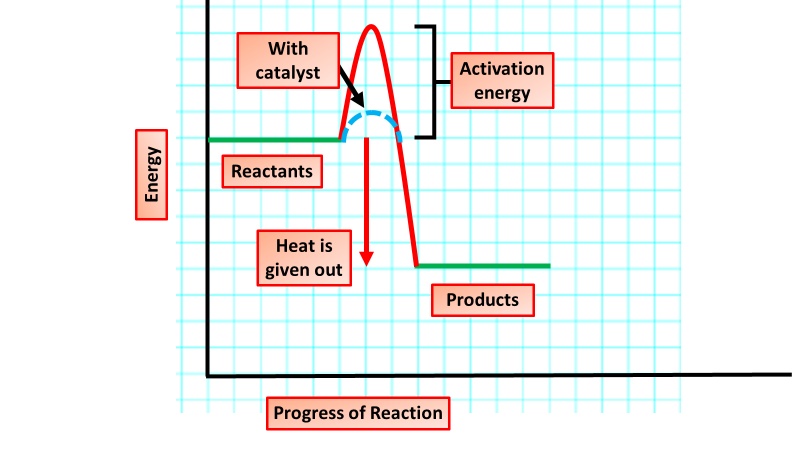 With
catalyst
Activation
energy
Energy
Reactants
Heat is
given out
Products
Progress of Reaction